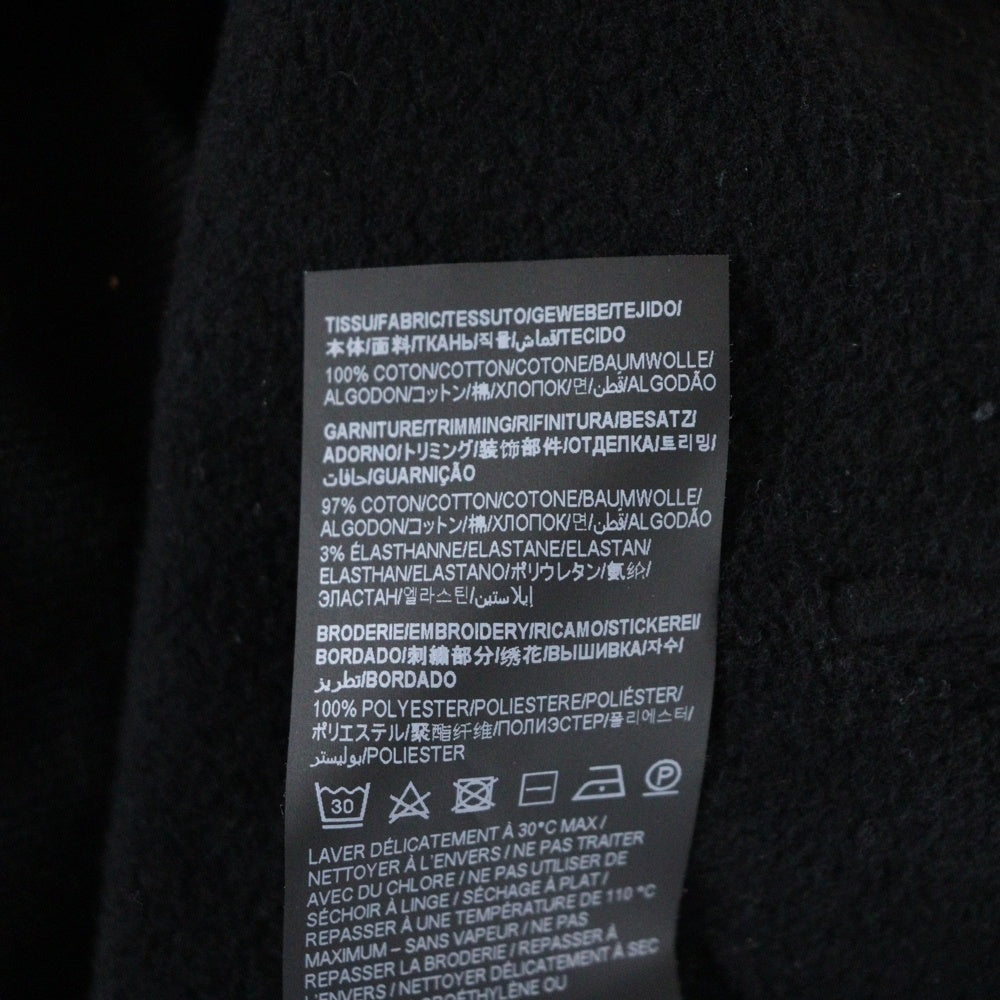 TISSU/FABRIC/TESSUTO/GEWEBE/TEJIDO/
本体/面料/ТКАНЬ/직물/قماش/TECIDO
100% COTON/COTTON/COTONE/BAUMWOLLE/
ALGODON/コットン/棉/ХЛОПОК/면/قطن/ALGODÃO
GARNITURE/TRIMMING/RIFINITURA/BESATZ/
ADORNO/トリミング/装饰部件/ОТДЕЛКА/트리밍/
حافات/GUARNIÇÃO
97% COTON/COTTON/COTONE/BAUMWOLLE/
ALGODON/コットン/棉/ХЛОПОК/면/قطن/ALGODÃO
3% ÉLASTHANNE/ELASTANE/ELASTAN/
ELASTHAN/ELASTANO/ポリウレタン/氨纶/
ЭЛАСТАН/엘라스틴/إيلاستين
BRODERIE/EMBROIDERY/RICAMO/STICKEREI/
BORDADO/刺繍部分/绣花/ВЫШИВКА/자수/
تطريز/BORDADO
100% POLYESTER/POLIESTERE/POLIÉSTER/
ポリエステル/聚酯纤维/ПОЛИЭСТЕР/폴리에스터/
بوليستر/POLIESTER
30 P
LAVER DÉLICATEMENT À 30°C MAX /
NETTOYER À L'ENVERS / NE PAS TRAITER
AVEC DU CHLORE / NE PAS UTILISER DE
SÉCHOIR À LINGE / SÉCHAGE À PLAT /
REPASSER À UNE TEMPÉRATURE DE 110 °C
MAXIMUM – SANS VAPEUR / NE PAS
REPASSER LA BRODERIE / REPASSER À
L'ENVERS / NETTOYER DÉLICATEMENT À SEC
OU